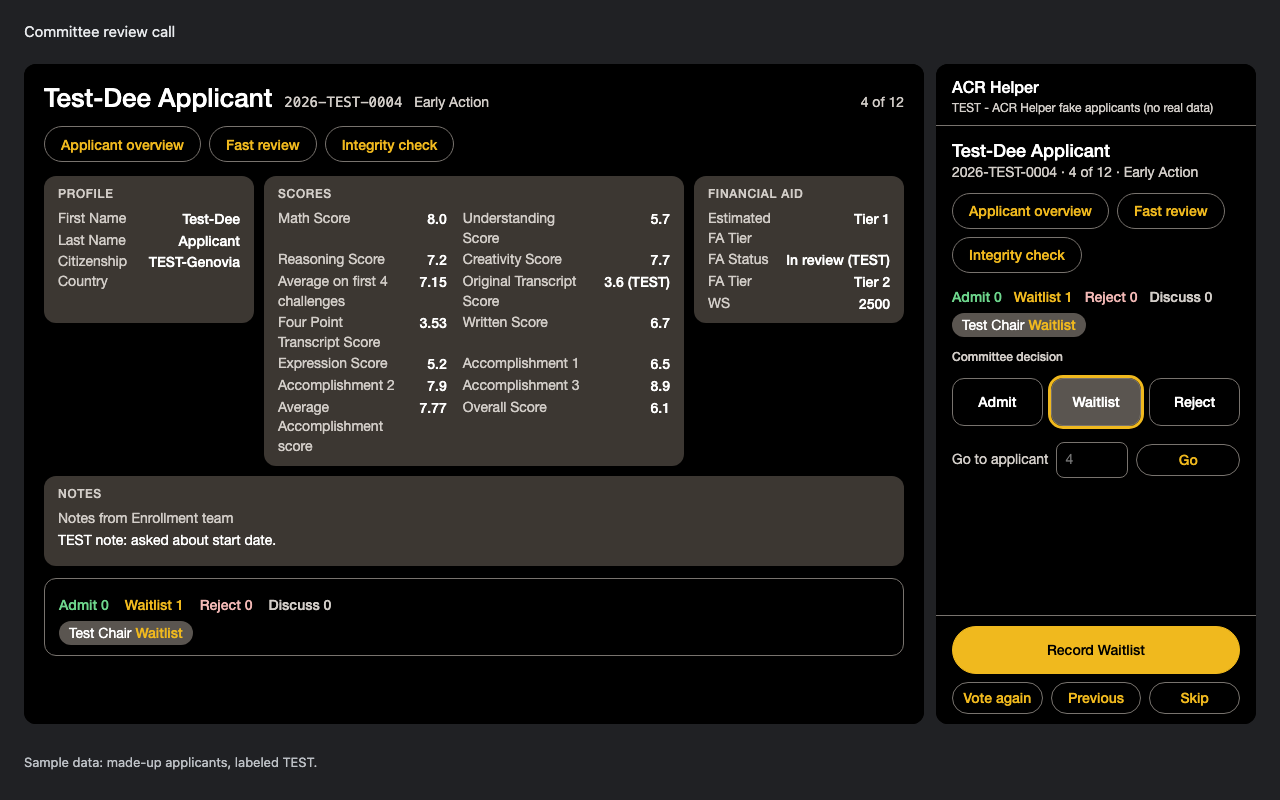 Committee review call
Test-Dee Applicant 2026-TEST-0004 Early Action 4 of 12
Applicant overview Fast review Integrity check
PROFILE
First Name Test-Dee
Last Name Applicant
Citizenship TEST-Genovia
Country
SCORES
Math Score 8.0 Understanding 5.7
Score
Reasoning Score 7.2 Creativity Score 7.7
Average on first 4 7.15 Original Transcript 3.6 (TEST)
challenges Score
Four Point 3.53 Written Score 6.7
Transcript Score
Expression Score 5.2 Accomplishment 1 6.5
Accomplishment 2 7.9 Accomplishment 3 8.9
Average 7.77 Overall Score 6.1
Accomplishment
score
FINANCIAL AID
Estimated Tier 1
FA Tier
FA Status In review (TEST)
FA Tier Tier 2
WS 2500
NOTES
Notes from Enrollment team
TEST note: asked about start date.
Admit 0 Waitlist 1 Reject 0 Discuss 0
Test Chair Waitlist
ACR Helper
TEST - ACR Helper fake applicants (no real data)
Test-Dee Applicant
2026-TEST-0004 · 4 of 12 · Early Action
Applicant overview Fast review
Integrity check
Admit 0 Waitlist 1 Reject 0 Discuss 0
Test Chair Waitlist
Committee decision
Admit Waitlist Reject
Go to applicant 4 Go
Record Waitlist
Vote again Previous Skip
Sample data: made-up applicants, labeled TEST.